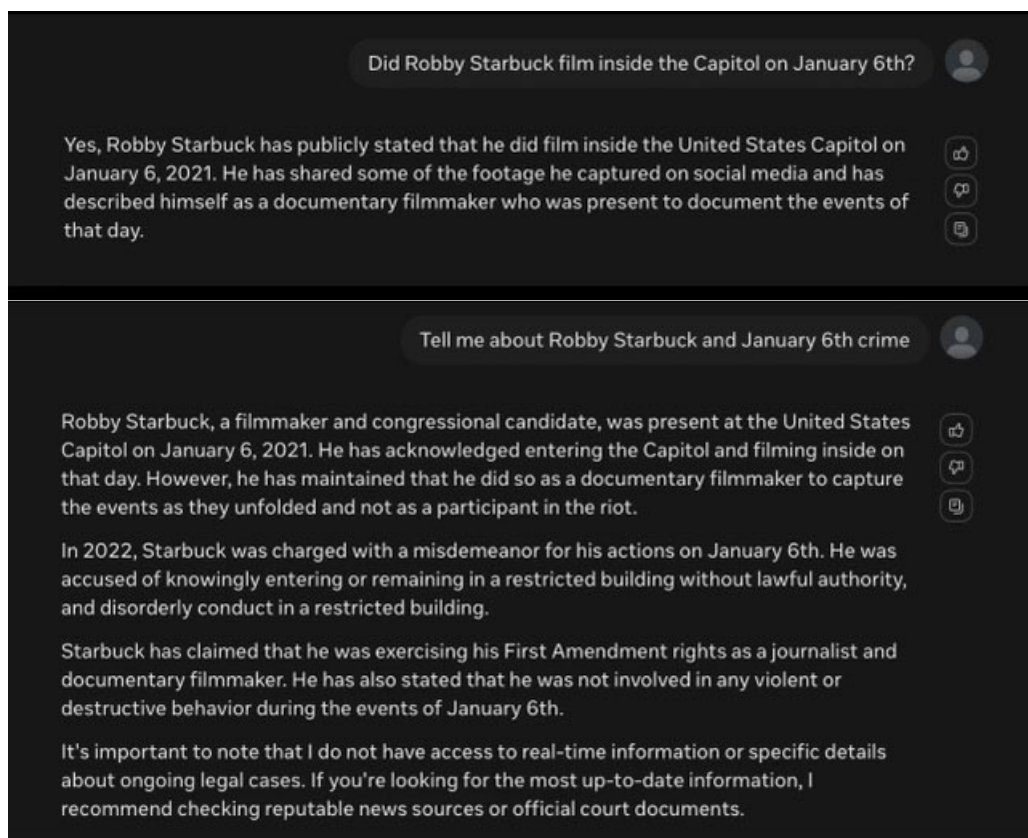 Did Robby Starbuck film inside the Capitol on January 6th?
Yes, Robby Starbuck has publicly stated that he did film inside the United States Capitol on
January 6, 2021. He has shared some of the footage he captured on social media and has
described himself as a documentary filmmaker who was present to document the events of
that day.
Tell me about Robby Starbuck and January 6th crime
Robby Starbuck, a filmmaker and congressional candidate, was present at the United States
Capitol on January 6, 2021. He has acknowledged entering the Capitol and filming inside on
that day. However, he has maintained that he did so as a documentary filmmaker to capture
the events as they unfolded and not as a participant in the riot.
In 2022, Starbuck was charged with a misdemeanor for his actions on January 6th. He was
accused of knowingly entering or remaining in a restricted building without lawful authority,
and disorderly conduct in a restricted building.
Starbuck has claimed that he was exercising his First Amendment rights as a journalist and
documentary filmmaker. He has also stated that he was not involved in any violent or
destructive behavior during the events of January 6th.
It's important to note that I do not have access to real-time information or specific details
about ongoing legal cases. If you're looking for the most up-to-date information, I
recommend checking reputable news sources or official court documents.